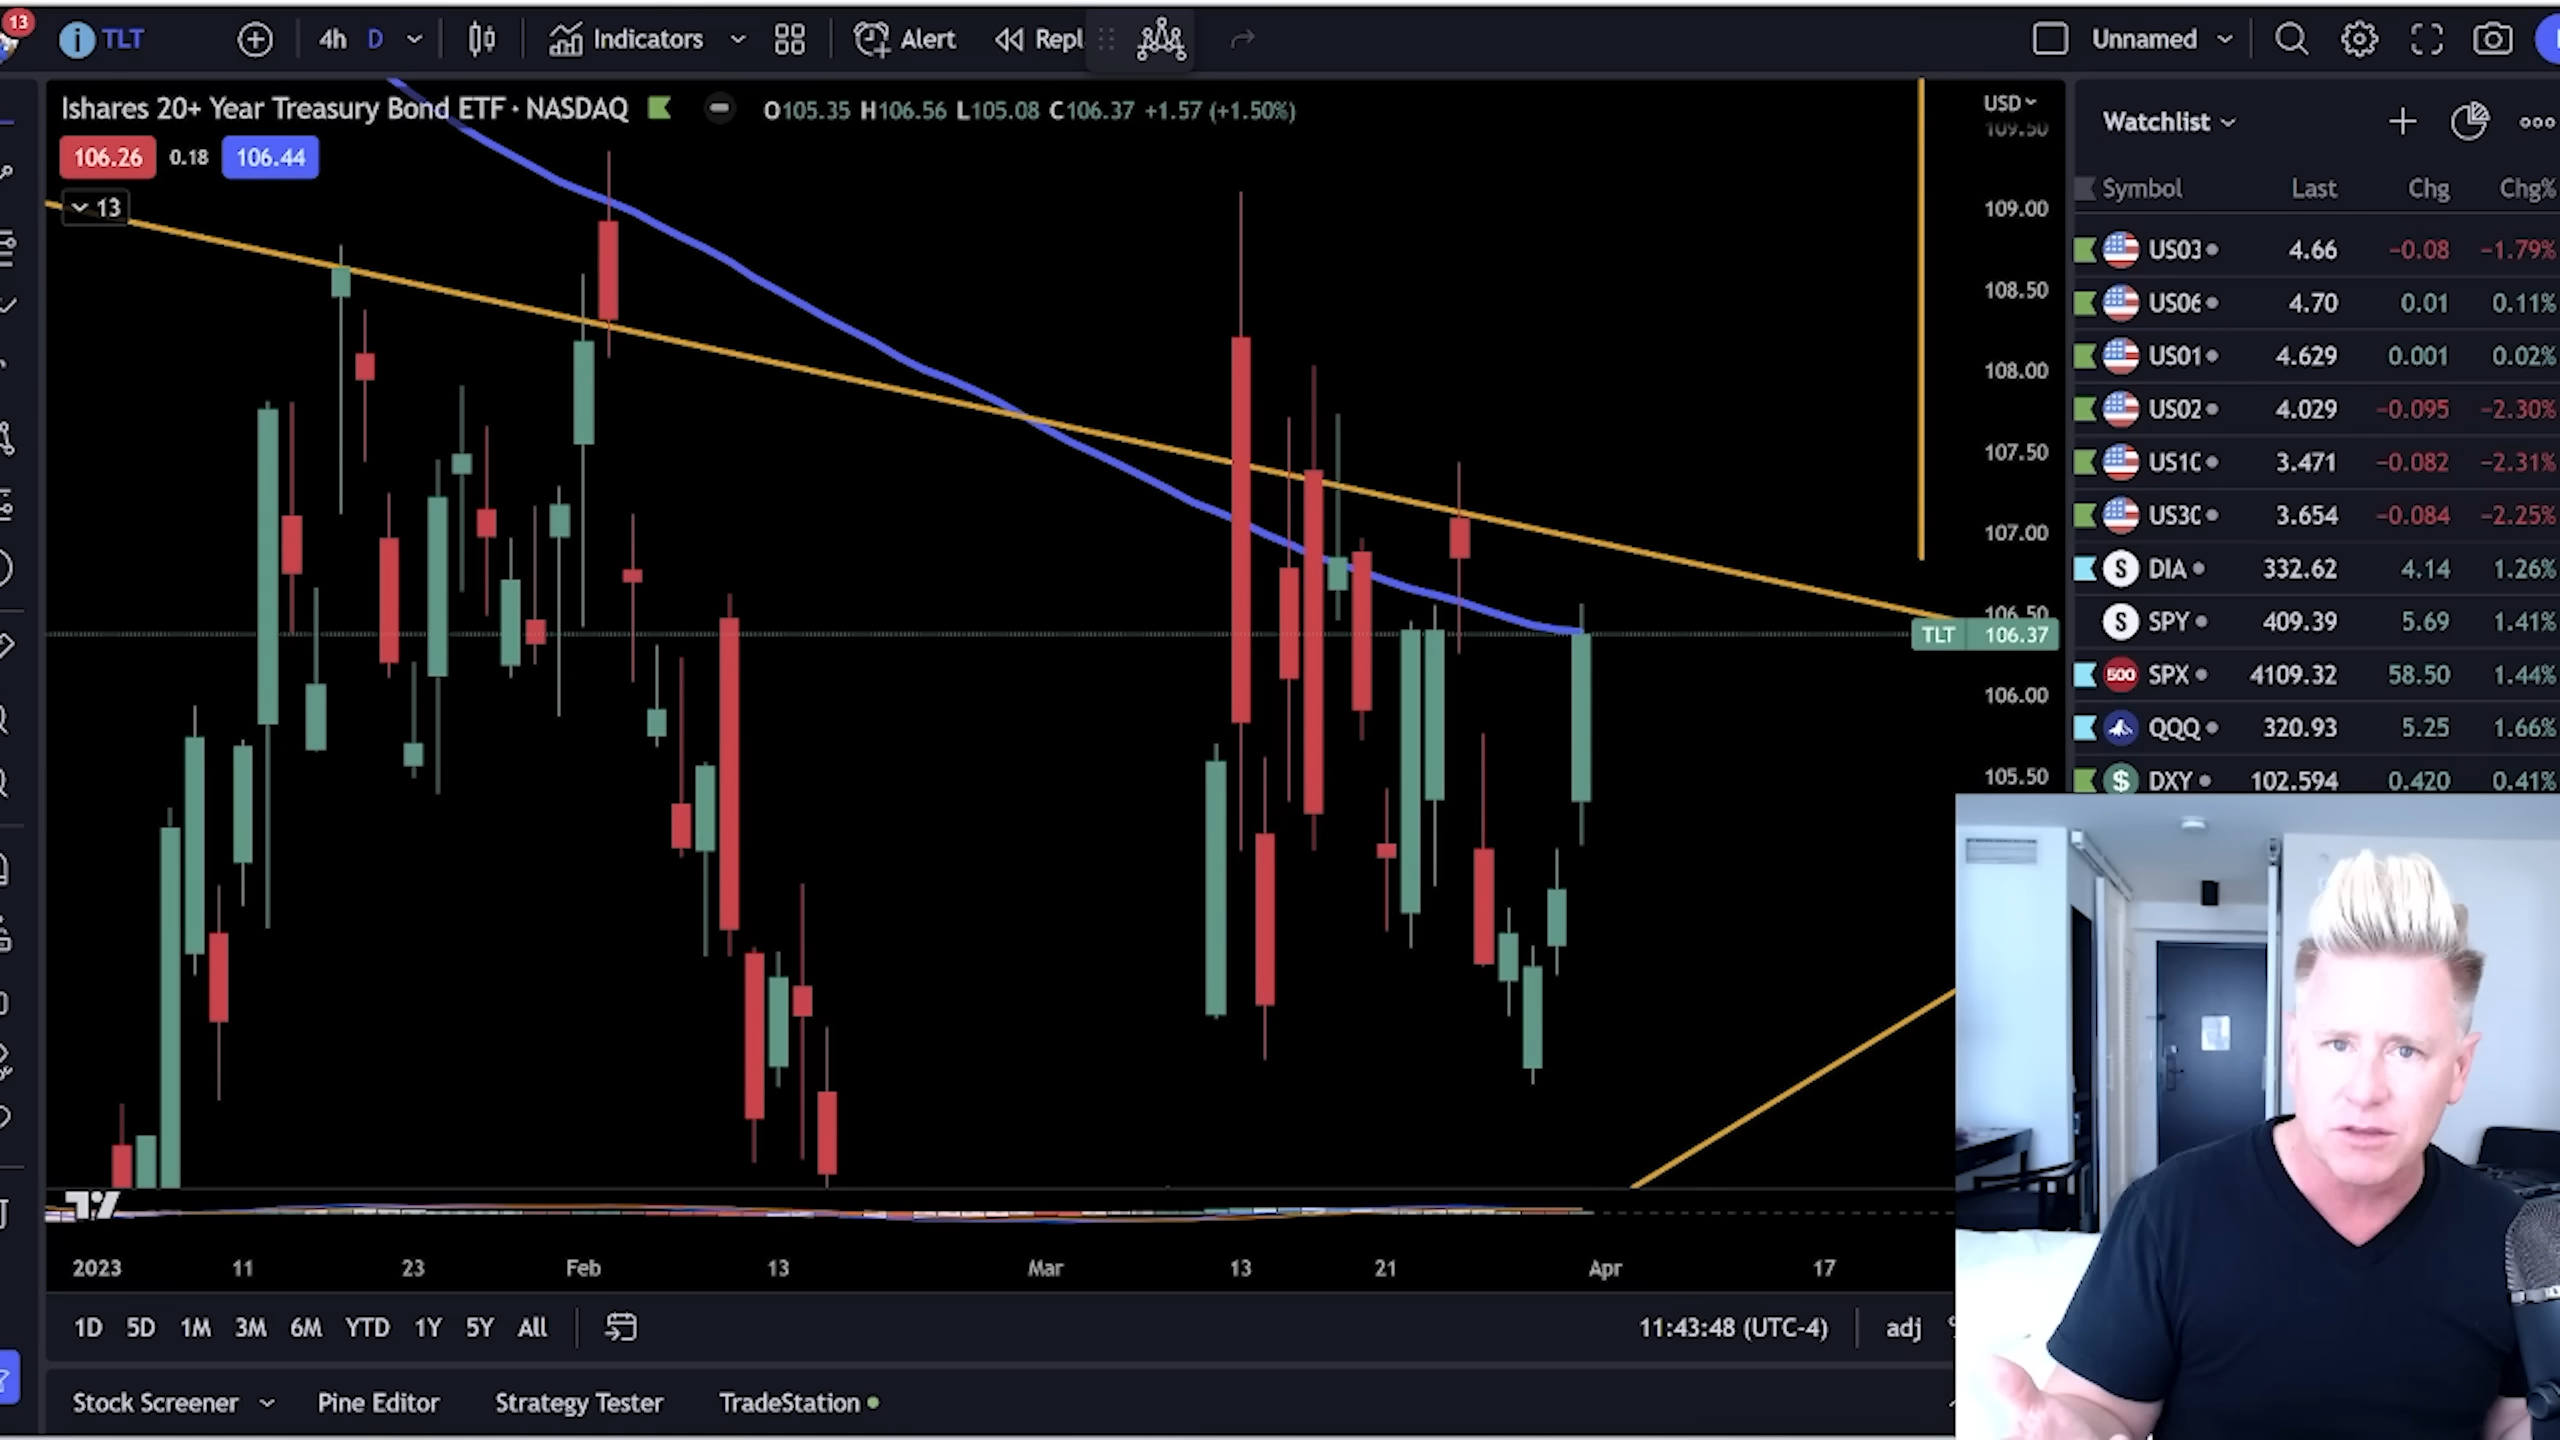 13
TLT
4h D
Indicators
Alert
Repl
Unnamed
Ishares 20+ Year Treasury Bond ETF · NASDAQ
O105.35 H106.56 L105.08 C106.37 +1.57 (+1.50%)
106.26 0.18 106.44
13
USD
109.50
109.00
108.50
108.00
107.50
107.00
106.50
TLT 106.37
106.00
105.50
2023 11 23 Feb 13 Mar 13 21 Apr 17
1D 5D 1M 3M 6M YTD 1Y 5Y All
11:43:48 (UTC-4) adj
Stock Screener Pine Editor Strategy Tester TradeStation
Watchlist
Symbol Last Chg Chg%
US03 4.66 −0.08 −1.79%
US06 4.70 0.01 0.11%
US01 4.629 0.001 0.02%
US02 4.029 −0.095 −2.30%
US1 3.471 −0.082 −2.31%
US3 3.654 −0.084 −2.25%
S DIA 332.62 4.14 1.26%
S SPY 409.39 5.69 1.41%
500 SPX 4109.32 58.50 1.44%
QQQ 320.93 5.25 1.66%
$ DXY 102.594 0.420 0.41%